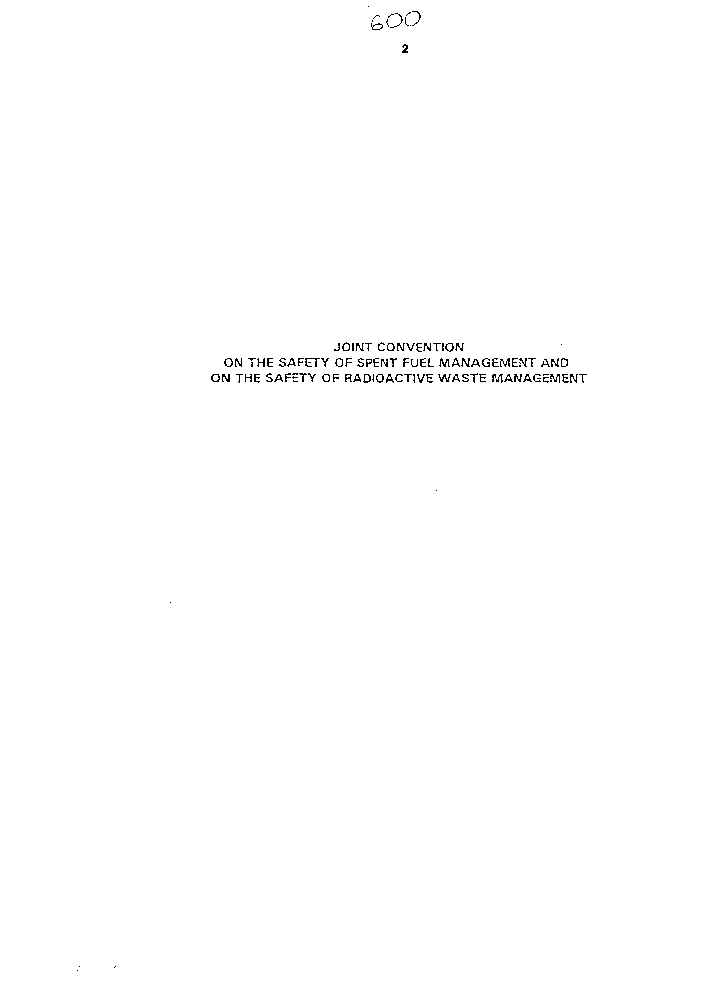 600
2
JOINT CONVENTION
ON THE SAFETY OF SPENT FUEL MANAGEMENT AND
ON THE SAFETY OF RADIOACTIVE WASTE MANAGEMENT